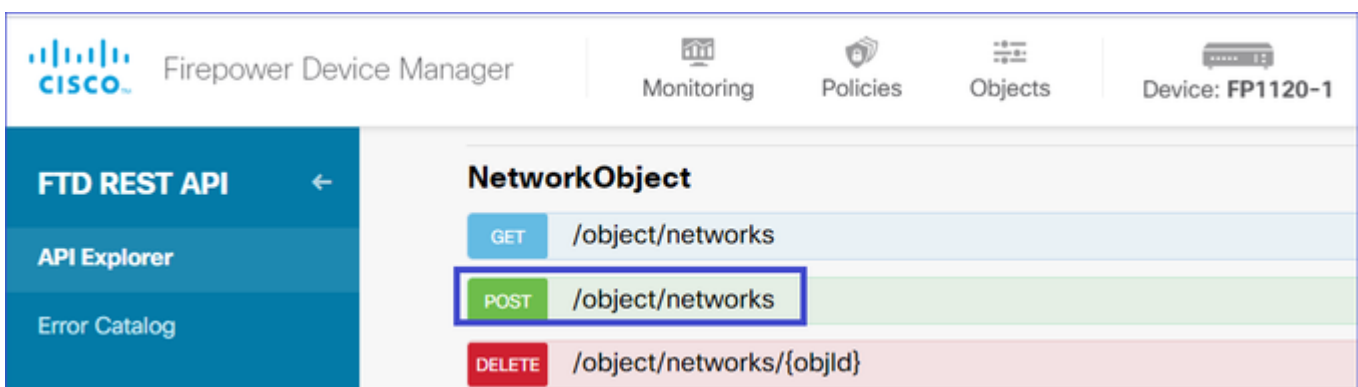 CISCO
Firepower Device Manager
Monitoring
Policies
Objects
Device: FP1120-1
FTD REST API
API Explorer
Error Catalog
NetworkObject
GET /object/networks
POST /object/networks
DELETE /object/networks/{objId}